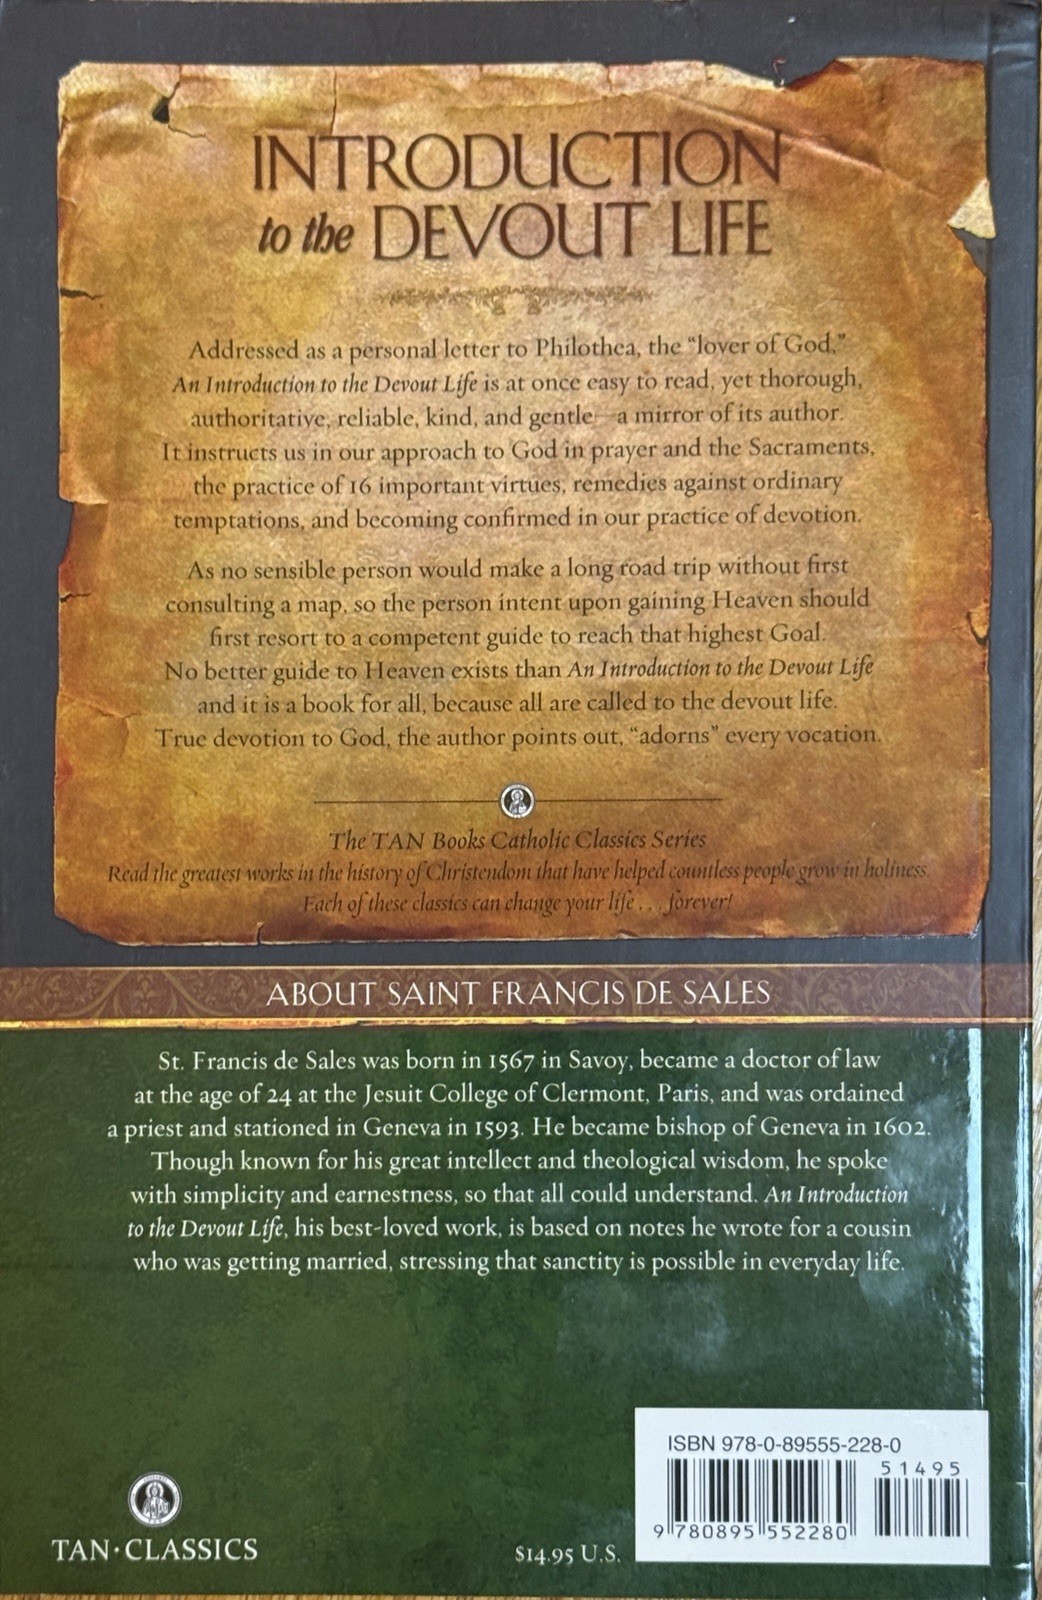 INTRODUCTION
to the DEVOUT LIFE
Addressed as a personal letter to Philothea, the “lover of God,”
An Introduction to the Devout Life is at once easy to read, yet thorough,
authoritative, reliable, kind, and gentle—a mirror of its author.
It instructs us in our approach to God in prayer and the Sacraments,
the practice of 16 important virtues, remedies against ordinary
temptations, and becoming confirmed in our practice of devotion.
As no sensible person would make a long road trip without first
consulting a map, so the person intent upon gaining Heaven should
first resort to a competent guide to reach that highest Goal.
No better guide to Heaven exists than An Introduction to the Devout Life
and it is a book for all, because all are called to the devout life.
True devotion to God, the author points out, “adorns” every vocation.
The TAN Books Catholic Classics Series
Read the greatest works in the history of Christendom that have helped countless people grow in holiness.
Each of these classics can change your life . . . forever!
ABOUT SAINT FRANCIS DE SALES
St. Francis de Sales was born in 1567 in Savoy, became a doctor of law
at the age of 24 at the Jesuit College of Clermont, Paris, and was ordained
a priest and stationed in Geneva in 1593. He became bishop of Geneva in 1602.
Though known for his great intellect and theological wisdom, he spoke
with simplicity and earnestness, so that all could understand. An Introduction
to the Devout Life, his best-loved work, is based on notes he wrote for a cousin
who was getting married, stressing that sanctity is possible in everyday life.
ISBN 978-0-89555-228-0
51495
9 780895 552280
TAN·CLASSICS
$14.95 U.S.